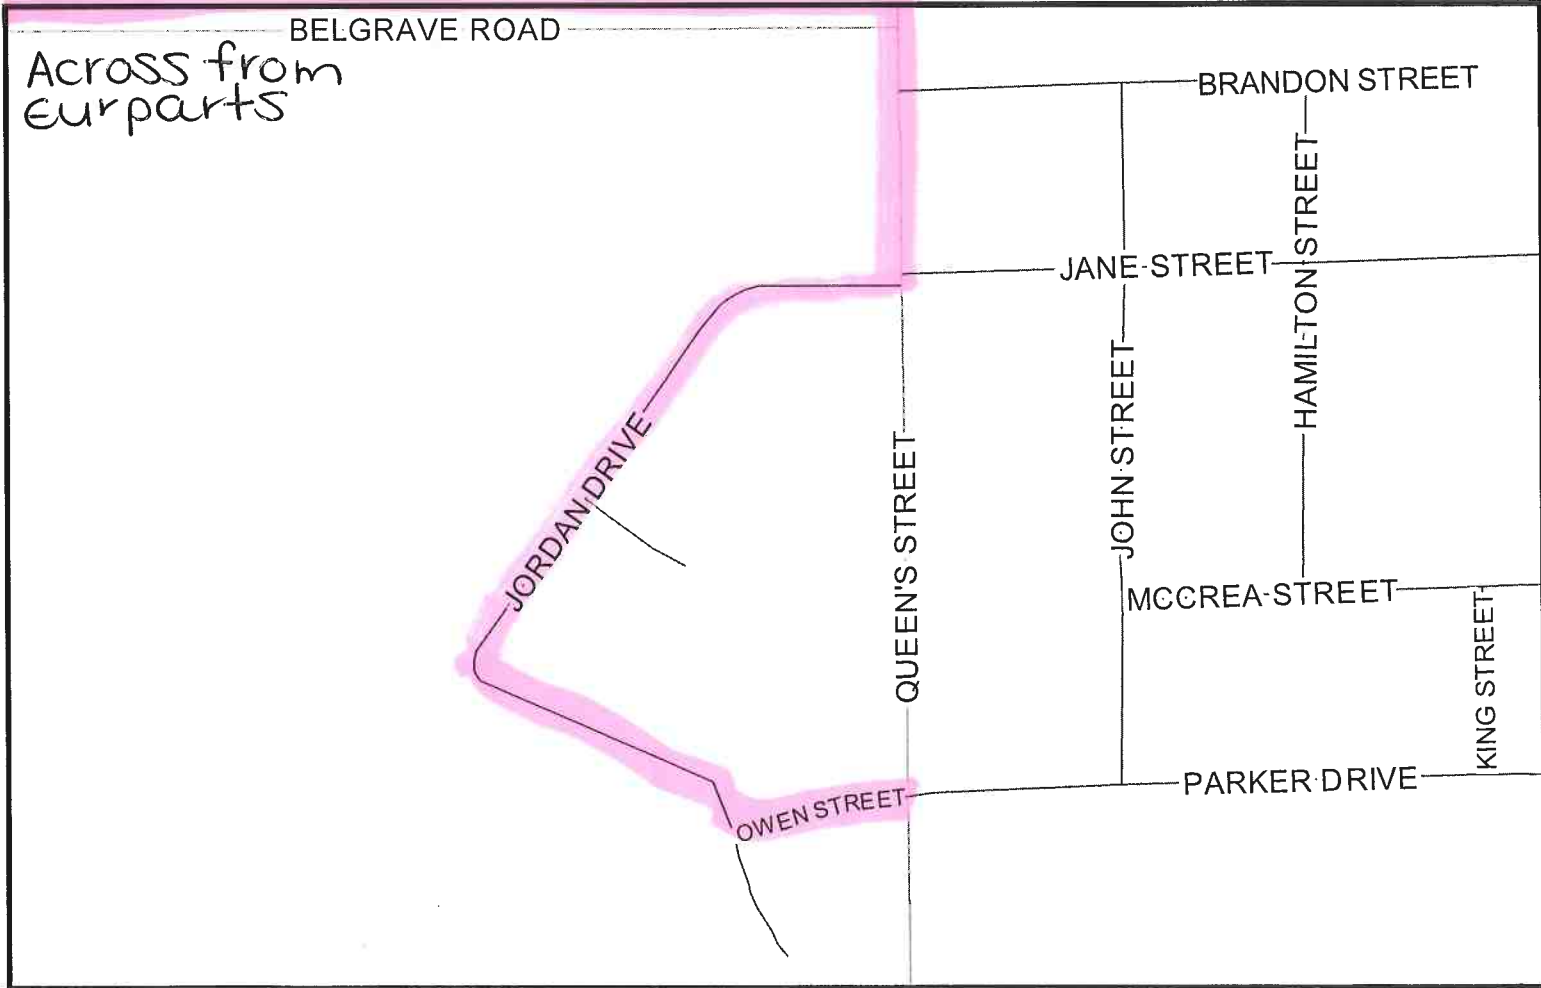 BELGRAVE ROAD
Across from
Eurparts
BRANDON STREET
HAMILTON STREET
JANE STREET
JOHN STREET
JORDAN DRIVE
QUEEN'S STREET
MCCREA STREET
KING STREET
PARKER DRIVE
OWEN STREET